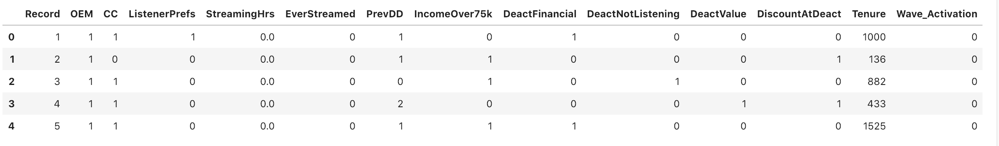 Record OEM CC ListenerPrefs StreamingHrs EverStreamed PrevDD IncomeOver75k DeactFinancial DeactNotListening DeactValue DiscountAtDeact Tenure Wave_Activation
0 1 1 1 1 0.0 0 1 0 1 0 0 0 1000 0
1 2 1 0 0 0.0 0 1 1 0 0 0 1 136 0
2 3 1 1 0 0.0 0 0 1 0 1 0 0 882 0
3 4 1 1 0 0.0 0 2 0 0 0 1 1 433 0
4 5 1 1 0 0.0 0 1 1 1 0 0 0 1525 0